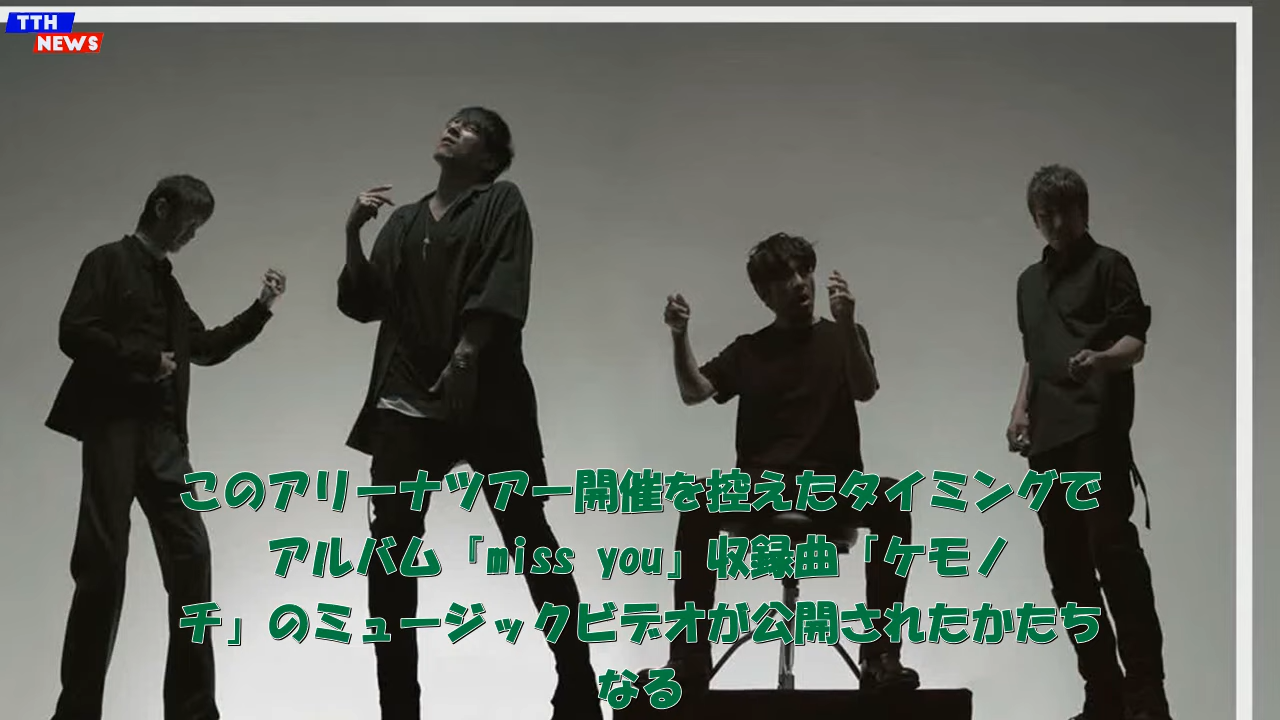 TTH
NEWS
このアリーナツアー開催を控えたタイミングで
アルバム『miss you』収録曲「ケモノ
チ」のミュージックビデオが公開されたかたち
なる